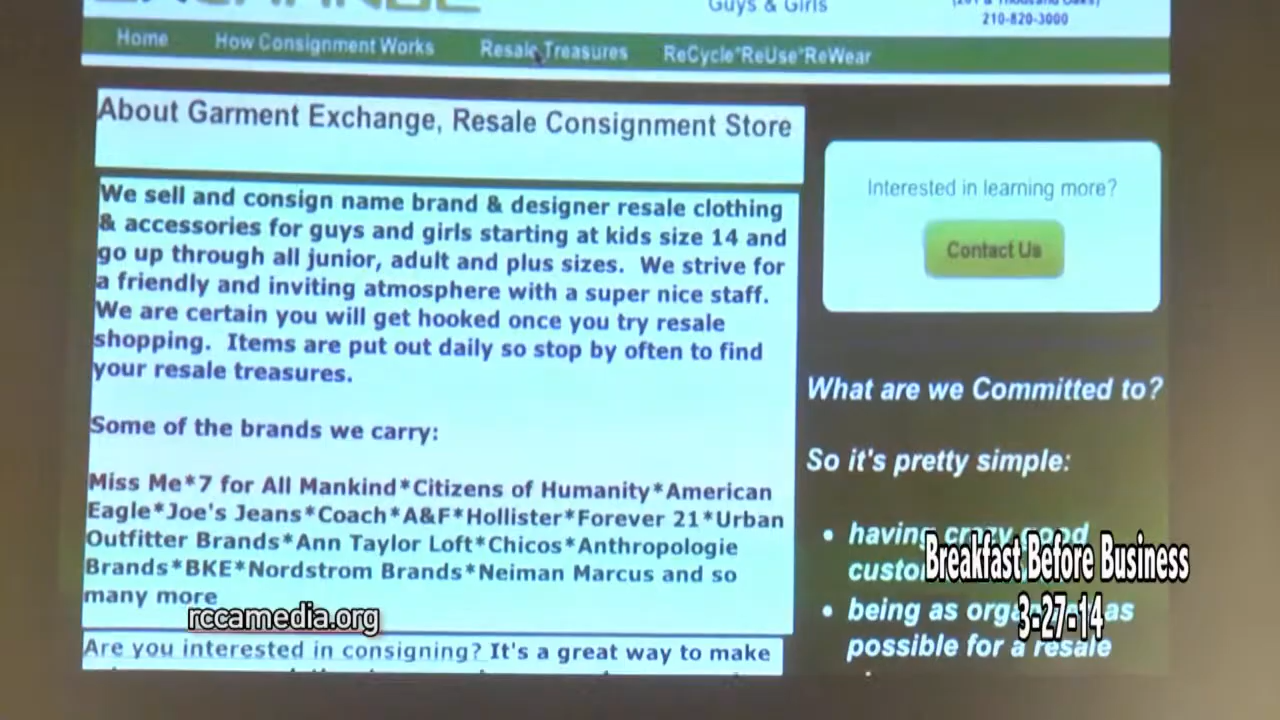 EXCHANGE
Guys & Girls
210-820-3000
Home How Consignment Works Resale Treasures ReCycle*ReUse*ReWear
About Garment Exchange, Resale Consignment Store
We sell and consign name brand & designer resale clothing
& accessories for guys and girls starting at kids size 14 and
go up through all junior, adult and plus sizes. We strive for
a friendly and inviting atmosphere with a super nice staff.
We are certain you will get hooked once you try resale
shopping. Items are put out daily so stop by often to find
your resale treasures.
Some of the brands we carry:
Miss Me*7 for All Mankind*Citizens of Humanity*American
Eagle*Joe's Jeans*Coach*A&F*Hollister*Forever 21*Urban
Outfitter Brands*Ann Taylor Loft*Chicos*Anthropologie
Brands*BKE*Nordstrom Brands*Neiman Marcus and so
many more
Are you interested in consigning? It's a great way to make
Interested in learning more?
Contact Us
What are we Committed to?
So it's pretty simple:
• having crazy good
• being as as
possible for a resale
rccamedia.org
Breakfast Before Business
3-27-14